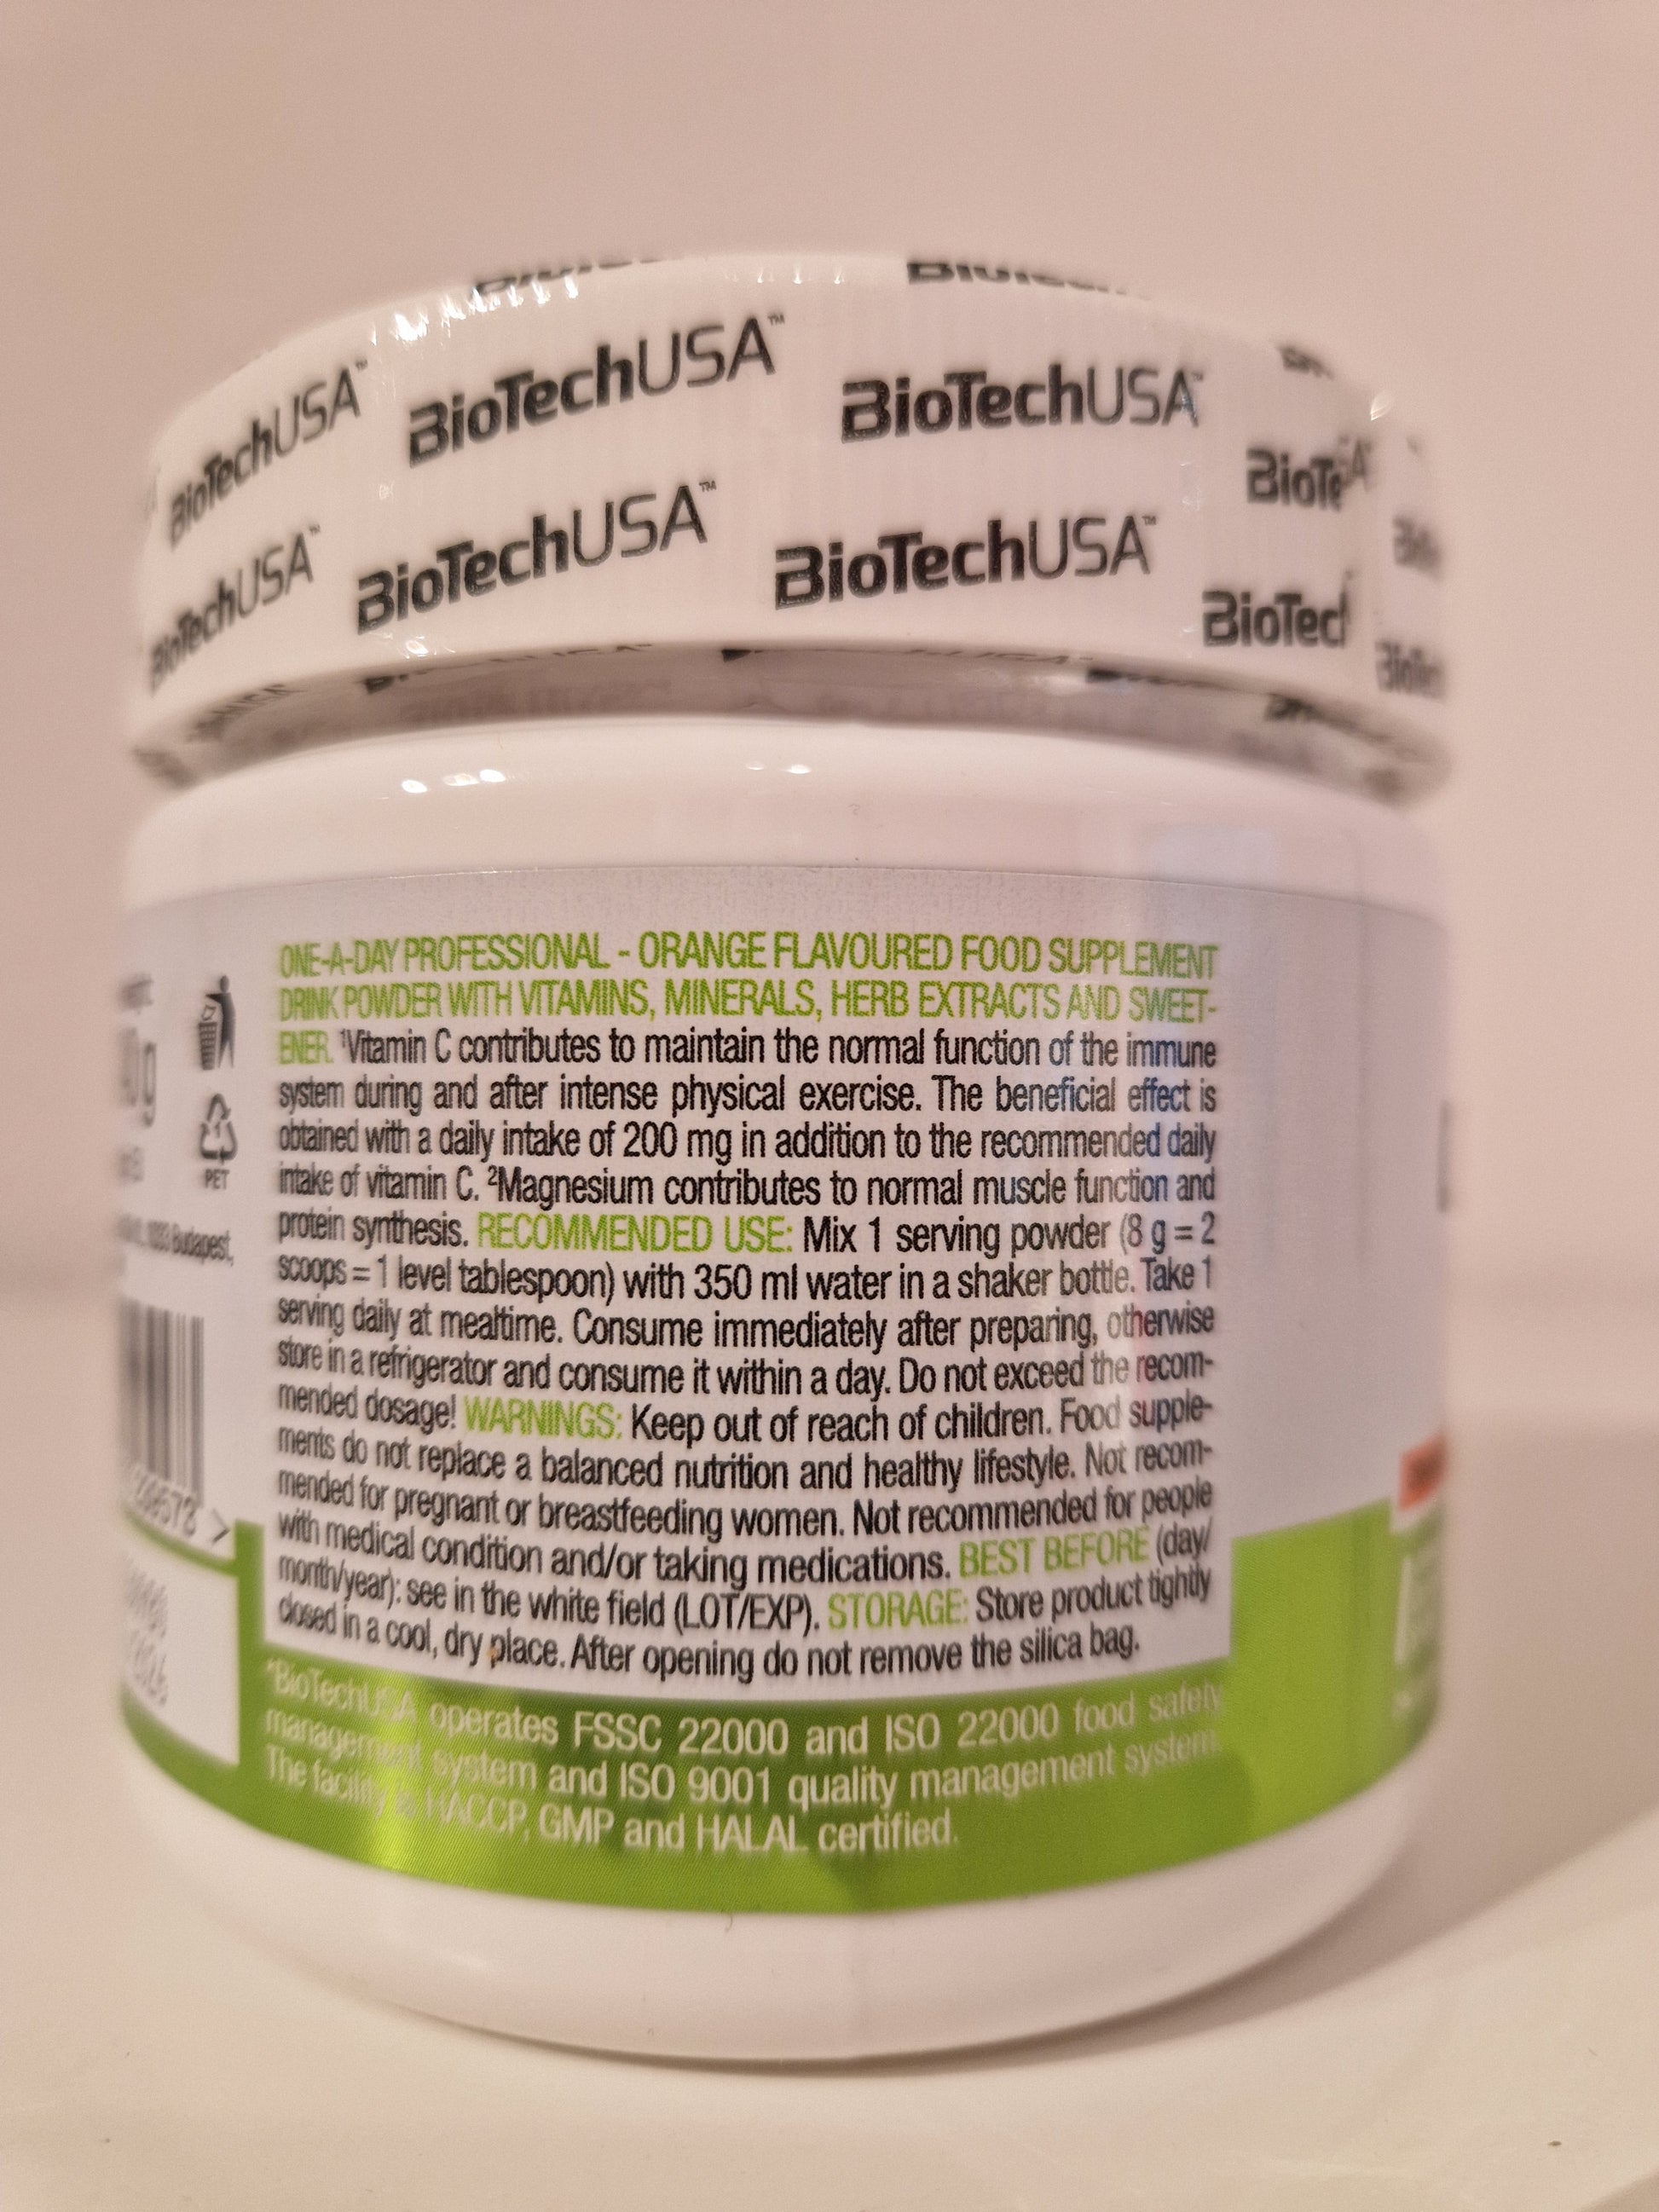 BioTechUSA™ BioTechUSA™ BioTechUSA™
BioTechUSA™ BioTechUSA™ BioTechUSA™
ONE-A-DAY PROFESSIONAL - ORANGE FLAVOURED FOOD SUPPLEMENT
DRINK POWDER WITH VITAMINS, MINERALS, HERB EXTRACTS AND SWEET-
ENER. ¹Vitamin C contributes to maintain the normal function of the immune
system during and after intense physical exercise. The beneficial effect is
obtained with a daily intake of 200 mg in addition to the recommended daily
intake of vitamin C. ²Magnesium contributes to normal muscle function and
protein synthesis. RECOMMENDED USE: Mix 1 serving powder (8 g = 2
scoops = 1 level tablespoon) with 350 ml water in a shaker bottle. Take 1
serving daily at mealtime. Consume immediately after preparing, otherwise
store in a refrigerator and consume it within a day. Do not exceed the recom-
mended dosage! WARNINGS: Keep out of reach of children. Food supple-
ments do not replace a balanced nutrition and healthy lifestyle. Not recom-
mended for pregnant or breastfeeding women. Not recommended for people
with medical condition and/or taking medications. BEST BEFORE (day/
month/year): see in the white field (LOT/EXP). STORAGE: Store product tightly
closed in a cool, dry place. After opening do not remove the silica bag.
*BioTechUSA operates FSSC 22000 and ISO 22000 food safety
management system and ISO 9001 quality management system.
The facility is HACCP, GMP and HALAL certified.
1
PET
Budapest,